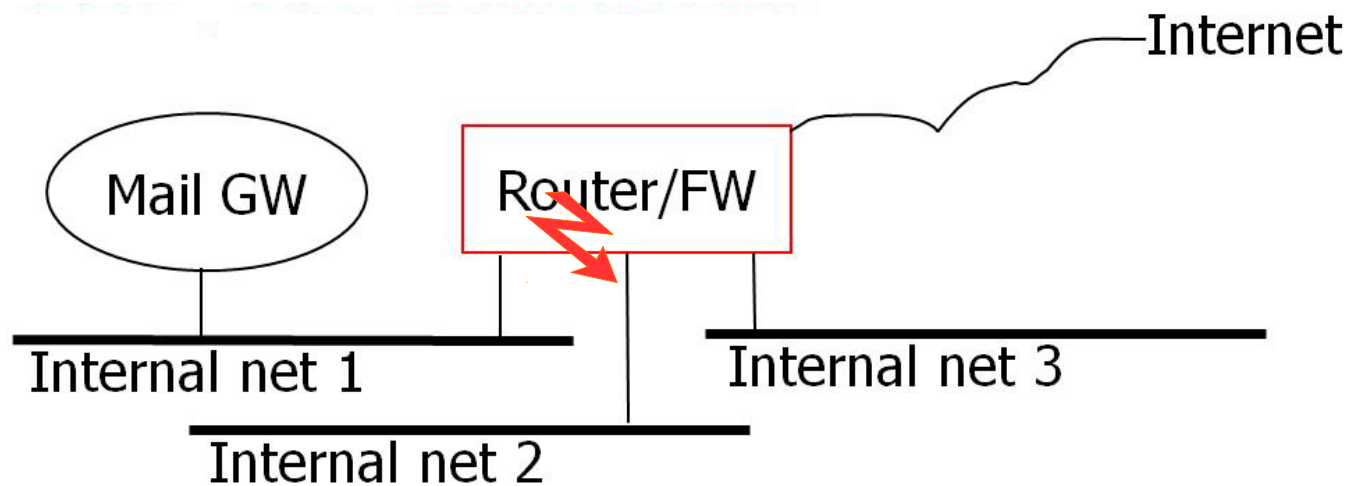 Internet
Mail GW
Router/FW
Internal net 1
Internal net 3
Internal net 2